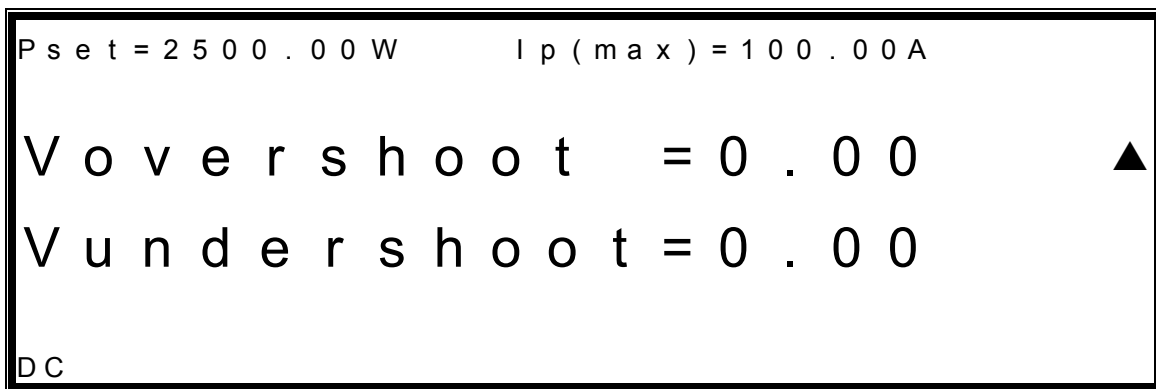 Pset=2500.00W Ip(max)=100.00A
Vovershoot =0.00 ▲
Vundershoot=0.00
DC